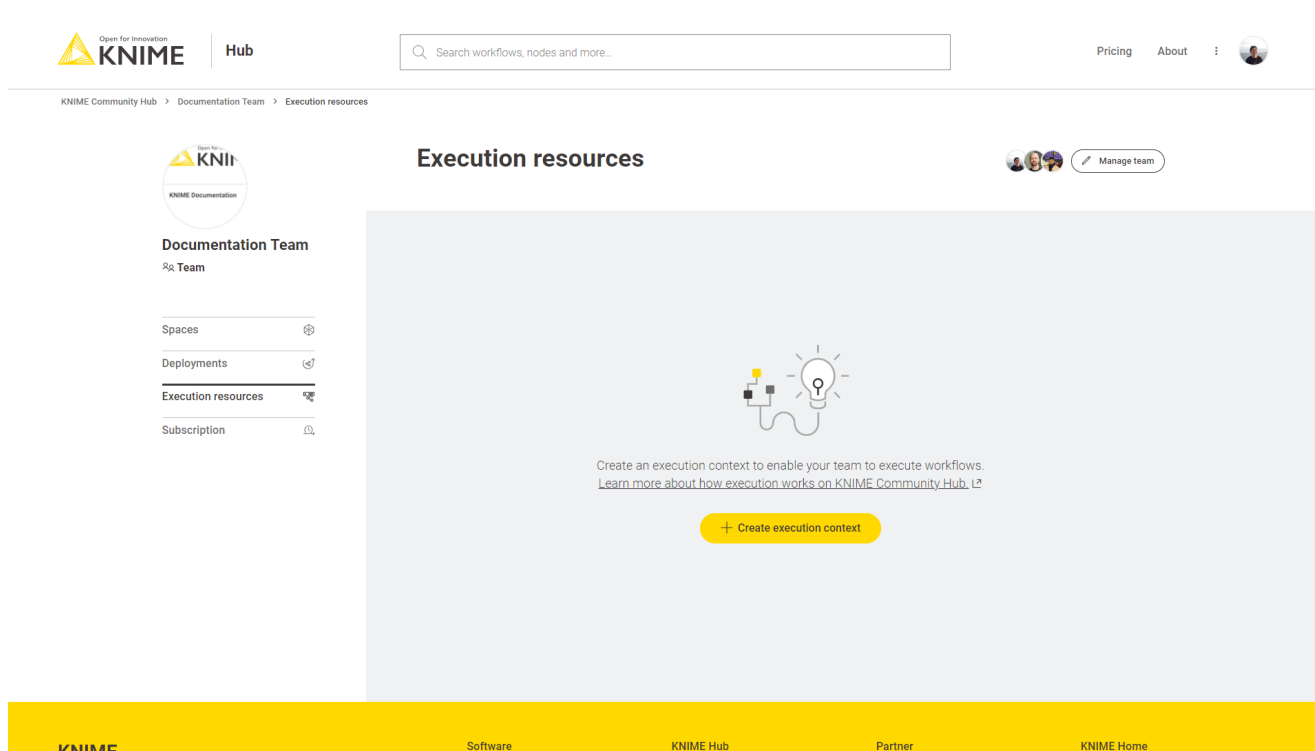 Open for Innovation
KNIME
Hub
Search workflows, nodes and more...
Pricing
About
KNIME Community Hub > Documentation Team > Execution resources
KNIME Documentation
Execution resources
Manage team
Documentation Team
Team
Spaces
Deployments
Execution resources
Subscription
Create an execution context to enable your team to execute workflows.
Learn more about how execution works on KNIME Community Hub.
+ Create execution context
KNIME
Software
KNIME Hub
Partner
KNIME Home